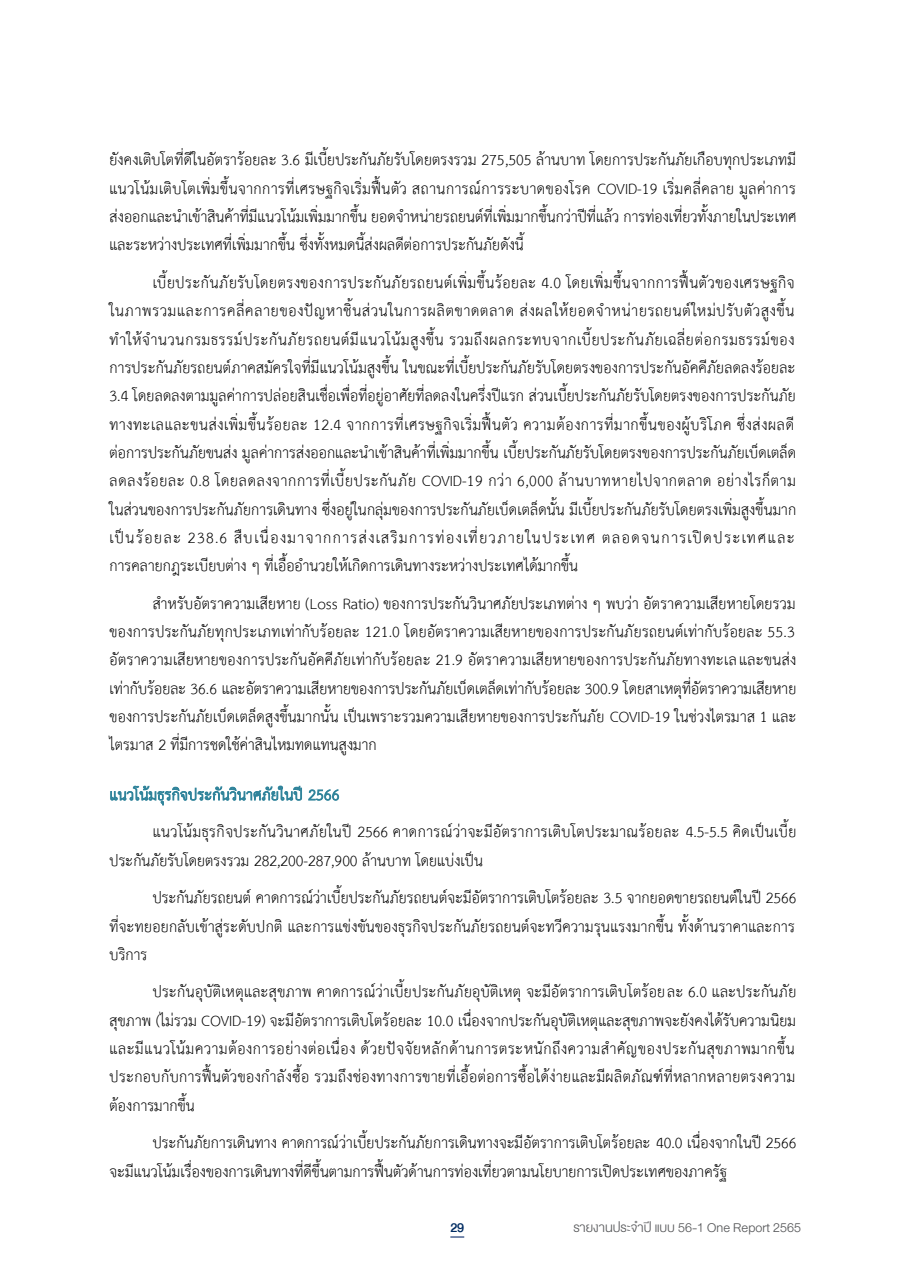 ยังคงเติบโตที่ดีในอัตราร้อยละ 3.6 มีเบี้ยประกันภัยรับโดยตรงรวม 275,505 ล้านบาท โดยการประกันภัยเกือบทุกประเภทมี
แนวโน้มเติบโตเพิ่มขึ้นจากการที่เศรษฐกิจเริ่มฟื้นตัว สถานการณ์การระบาดของโรค COVID-19 เริ่มคลี่คลาย มูลค่าการ
ส่งออกและนำเข้าสินค้าที่มีแนวโน้มเพิ่มมากขึ้น ยอดจำหน่ายรถยนต์ที่เพิ่มมากขึ้นกว่าปีที่แล้ว การท่องเที่ยวทั้งภายในประเทศ
และระหว่างประเทศที่เพิ่มมากขึ้น ซึ่งทั้งหมดนี้ส่งผลดีต่อการประกันภัยดังนี้
เบี้ยประกันภัยรับโดยตรงของการประกันภัยรถยนต์เพิ่มขึ้นร้อยละ 4.0 โดยเพิ่มขึ้นจากการฟื้นตัวของเศรษฐกิจ
ในภาพรวมและการคลี่คลายของปัญหาชิ้นส่วนในการผลิตขาดตลาด ส่งผลให้ยอดจำหน่ายรถยนต์ใหม่ปรับตัวสูงขึ้น
ทำให้จำนวนกรมธรรม์ประกันภัยรถยนต์มีแนวโน้มสูงขึ้น รวมถึงผลกระทบจากเบี้ยประกันภัยเฉลี่ยต่อกรมธรรม์ของ
การประกันภัยรถยนต์ภาคสมัครใจที่มีแนวโน้มสูงขึ้น ในขณะที่เบี้ยประกันภัยรับโดยตรงของการประกันอัคคีภัยลดลงร้อยละ
3.4 โดยลดลงตามมูลค่าการปล่อยสินเชื่อเพื่อที่อยู่อาศัยที่ลดลงในครึ่งปีแรก ส่วนเบี้ยประกันภัยรับโดยตรงของการประกันภัย
ทางทะเลและขนส่งเพิ่มขึ้นร้อยละ 12.4 จากการที่เศรษฐกิจเริ่มฟื้นตัว ความต้องการที่มากขึ้นของผู้บริโภค ซึ่งส่งผลดี
ต่อการประกันภัยขนส่ง มูลค่าการส่งออกและนำเข้าสินค้าที่เพิ่มมากขึ้น เบี้ยประกันภัยรับโดยตรงของการประกันภัยเบ็ดเตล็ด
ลดลงร้อยละ 0.8 โดยลดลงจากการที่เบี้ยประกันภัย COVID-19 กว่า 6,000 ล้านบาทหายไปจากตลาด อย่างไรก็ตาม
ในส่วนของการประกันภัยการเดินทาง ซึ่งอยู่ในกลุ่มของการประกันภัยเบ็ดเตล็ดนั้น มีเบี้ยประกันภัยรับโดยตรงเพิ่มสูงขึ้นมาก
เป็นร้อยละ 238.6 สืบเนื่องมาจากการส่งเสริมการท่องเที่ยวภายในประเทศ ตลอดจนการเปิดประเทศและ
การคลายกฎระเบียบต่าง ๆ ที่เอื้ออำนวยให้เกิดการเดินทางระหว่างประเทศได้มากขึ้น
สำหรับอัตราความเสียหาย (Loss Ratio) ของการประกันวินาศภัยประเภทต่าง ๆ พบว่า อัตราความเสียหายโดยรวม
ของการประกันภัยทุกประเภทเท่ากับร้อยละ 121.0 โดยอัตราความเสียหายของการประกันภัยรถยนต์เท่ากับร้อยละ 55.3
อัตราความเสียหายของการประกันอัคคีภัยเท่ากับร้อยละ 21.9 อัตราความเสียหายของการประกันภัยทางทะเลและขนส่ง
เท่ากับร้อยละ 36.6 และอัตราความเสียหายของการประกันภัยเบ็ดเตล็ดเท่ากับร้อยละ 300.9 โดยสาเหตุที่อัตราความเสียหาย
ของการประกันภัยเบ็ดเตล็ดสูงขึ้นมากนั้น เป็นเพราะรวมความเสียหายของการประกันภัย COVID-19 ในช่วงไตรมาส 1 และ
ไตรมาส 2 ที่มีการชดใช้ค่าสินไหมทดแทนสูงมาก
แนวโน้มธุรกิจประกันวินาศภัยในปี 2566
แนวโน้มธุรกิจประกันวินาศภัยในปี 2566 คาดการณ์ว่าจะมีอัตราการเติบโตประมาณร้อยละ 4.5-5.5 คิดเป็นเบี้ย
ประกันภัยรับโดยตรงรวม 282,200-287,900 ล้านบาท โดยแบ่งเป็น
ประกันภัยรถยนต์ คาดการณ์ว่าเบี้ยประกันภัยรถยนต์จะมีอัตราการเติบโตร้อยละ 3.5 จากยอดขายรถยนต์ในปี 2566
ที่จะทยอยกลับเข้าสู่ระดับปกติ และการแข่งขันของธุรกิจประกันภัยรถยนต์จะทวีความรุนแรงมากขึ้น ทั้งด้านราคาและการ
บริการ
ประกันอุบัติเหตุและสุขภาพ คาดการณ์ว่าเบี้ยประกันภัยอุบัติเหตุ จะมีอัตราการเติบโตร้อยละ 6.0 และประกันภัย
สุขภาพ (ไม่รวม COVID-19) จะมีอัตราการเติบโตร้อยละ 10.0 เนื่องจากประกันอุบัติเหตุและสุขภาพจะยังคงได้รับความนิยม
และมีแนวโน้มความต้องการอย่างต่อเนื่อง ด้วยปัจจัยหลักด้านการตระหนักถึงความสำคัญของประกันสุขภาพมากขึ้น
ประกอบกับการฟื้นตัวของกำลังซื้อ รวมถึงช่องทางการขายที่เอื้อต่อการซื้อได้ง่ายและมีผลิตภัณฑ์ที่หลากหลายตรงความ
ต้องการมากขึ้น
ประกันภัยการเดินทาง คาดการณ์ว่าเบี้ยประกันภัยการเดินทางจะมีอัตราการเติบโตร้อยละ 40.0 เนื่องจากในปี 2566
จะมีแนวโน้มเรื่องของการเดินทางที่ดีขึ้นตามการฟื้นตัวด้านการท่องเที่ยวตามนโยบายการเปิดประเทศของภาครัฐ
29
รายงานประจำปี แบบ 56-1 One Report 2565